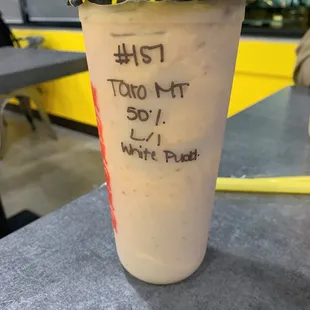 #157
Taro MT
50%
L/I
White Pudd.